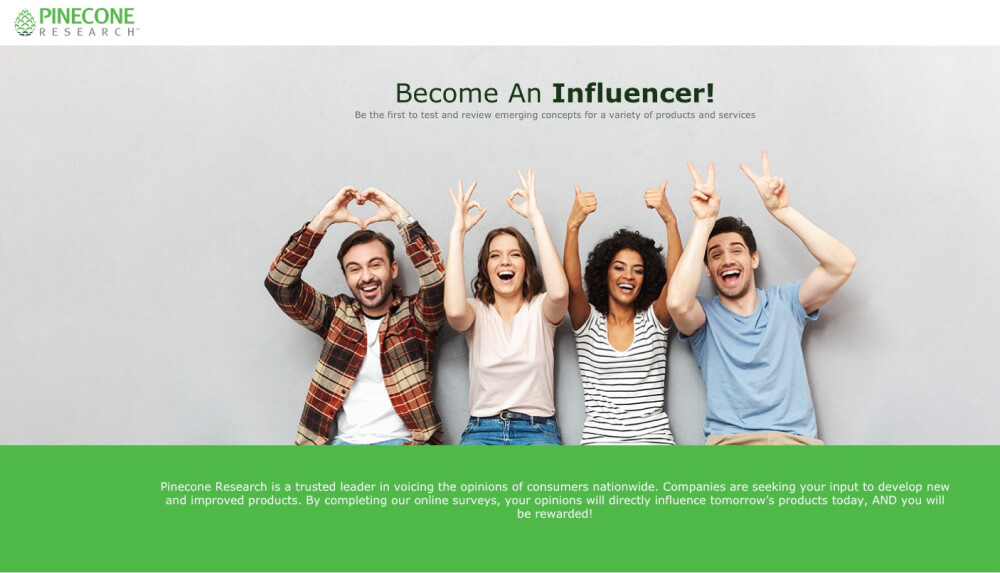 PINECONE
RESEARCH
Become An Influencer!
Be the first to test and review emerging concepts for a variety of products and services
Pinecone Research is a trusted leader in voicing the opinions of consumers nationwide. Companies are seeking your input to develop new
and improved products. By completing our online surveys, your opinions will directly influence tomorrow's products today, AND you will
be rewarded!